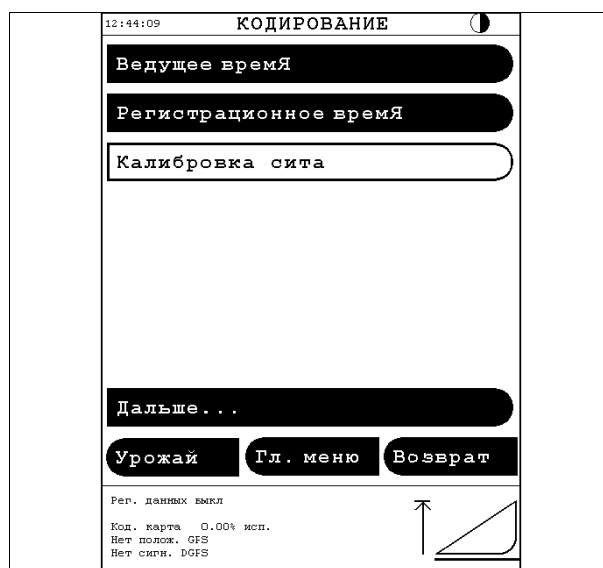 12:44:09 КОДИРОВАНИЕ
Ведущее времЯ
Регистрационное времЯ
Калибровка сита
Дальше...
Урожай Гл. меню Возврат
Рег. данных выкл
Код. карта 0.00% исп.
Нет полож. GPS
Нет сигн. DGPS